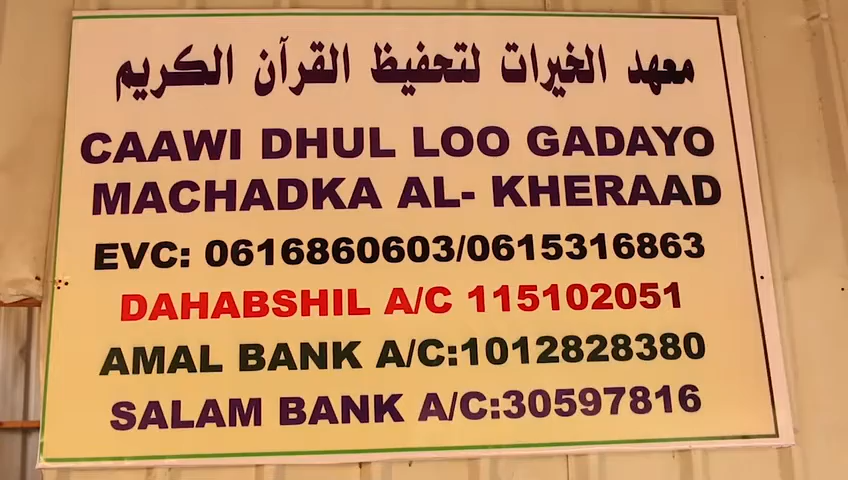 معهد الخيرات لتحفيظ القرآن الكريم
CAAWI DHUL LOO GADAYO
MACHADKA AL- KHERAAD
EVC: 0616860603/0615316863
DAHABSHIL A/C 115102051
AMAL BANK A/C:1012828380
SALAM BANK A/C:30597816